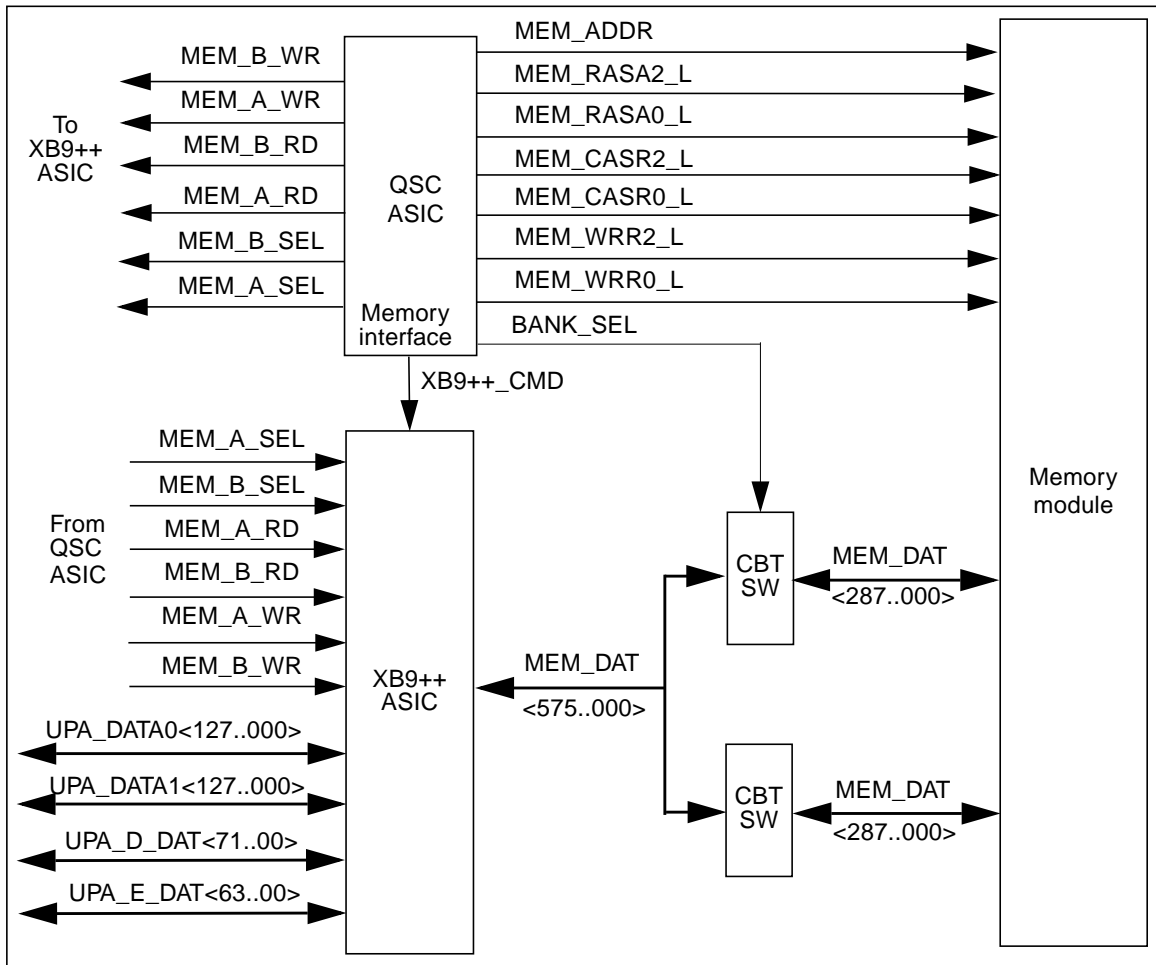 MEM_B_WR
MEM_A_WR
MEM_B_RD
MEM_A_RD
MEM_B_SEL
MEM_A_SEL
To
XB9++
ASIC
QSC
ASIC
Memory
interface
MEM_ADDR
MEM_RASA2_L
MEM_RASA0_L
MEM_CASR2_L
MEM_CASR0_L
MEM_WRR2_L
MEM_WRR0_L
BANK_SEL
XB9++_CMD
MEM_A_SEL
MEM_B_SEL
MEM_A_RD
MEM_B_RD
MEM_A_WR
MEM_B_WR
From
QSC
ASIC
UPA_DATA0<127..000>
UPA_DATA1<127..000>
UPA_D_DAT<71..00>
UPA_E_DAT<63..00>
XB9++
ASIC
MEM_DAT
<575..000>
CBT
SW
MEM_DAT
<287..000>
CBT
SW
MEM_DAT
<287..000>
Memory
module